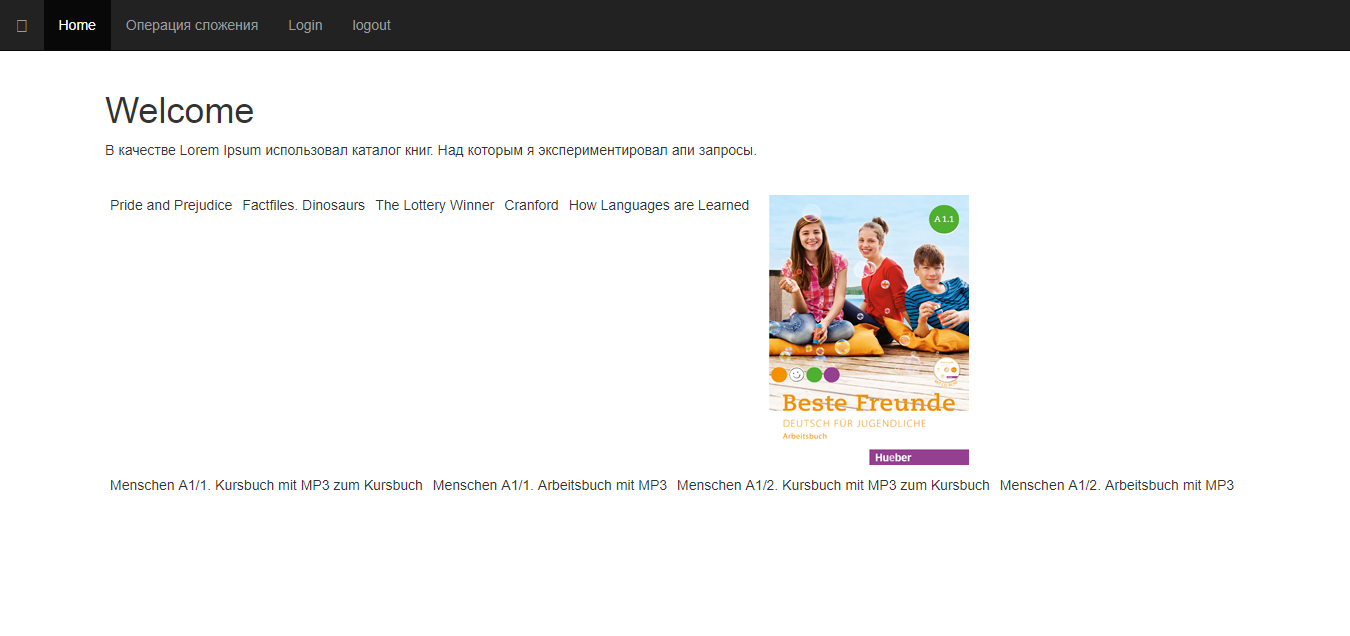 Home Операция сложения Login logout
Welcome
В качестве Lorem Ipsum использовал каталог книг. Над которым я экспериментировал апи запросы.
Pride and Prejudice Factfiles. Dinosaurs The Lottery Winner Cranford How Languages are Learned
A 1.1
Beste Freunde
DEUTSCH FÜR JUGENDLICHE
Arbeitsbuch
Hueber
Menschen A1/1. Kursbuch mit MP3 zum Kursbuch Menschen A1/1. Arbeitsbuch mit MP3 Menschen A1/2. Kursbuch mit MP3 zum Kursbuch Menschen A1/2. Arbeitsbuch mit MP3